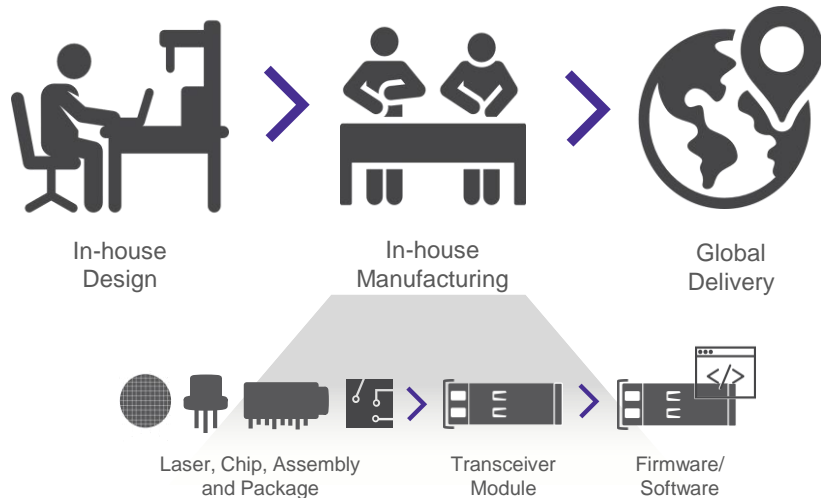 In-house
Design
In-house
Manufacturing
Global
Delivery
</>
Laser, Chip, Assembly
and Package
Transceiver
Module
Firmware/
Software